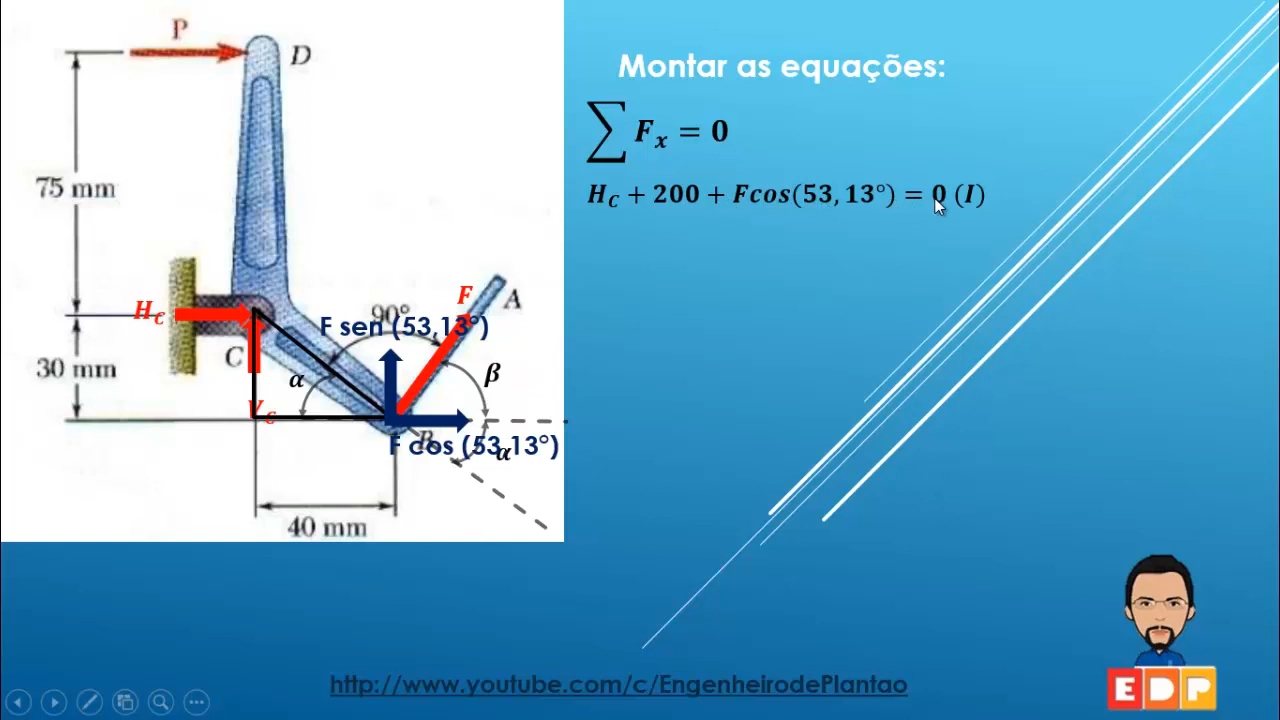 Montar as equações:
∑ Fₓ = 0
H_C + 200 + Fcos(53,13°) = 0 (I)
P
D
75 mm
H_C
90°
F
A
F sen (53,13°)
C
30 mm
α
β
V_C
B
F cos (53,13°)
α
40 mm
http://www.youtube.com/c/EngenheirodePlantao
EDP